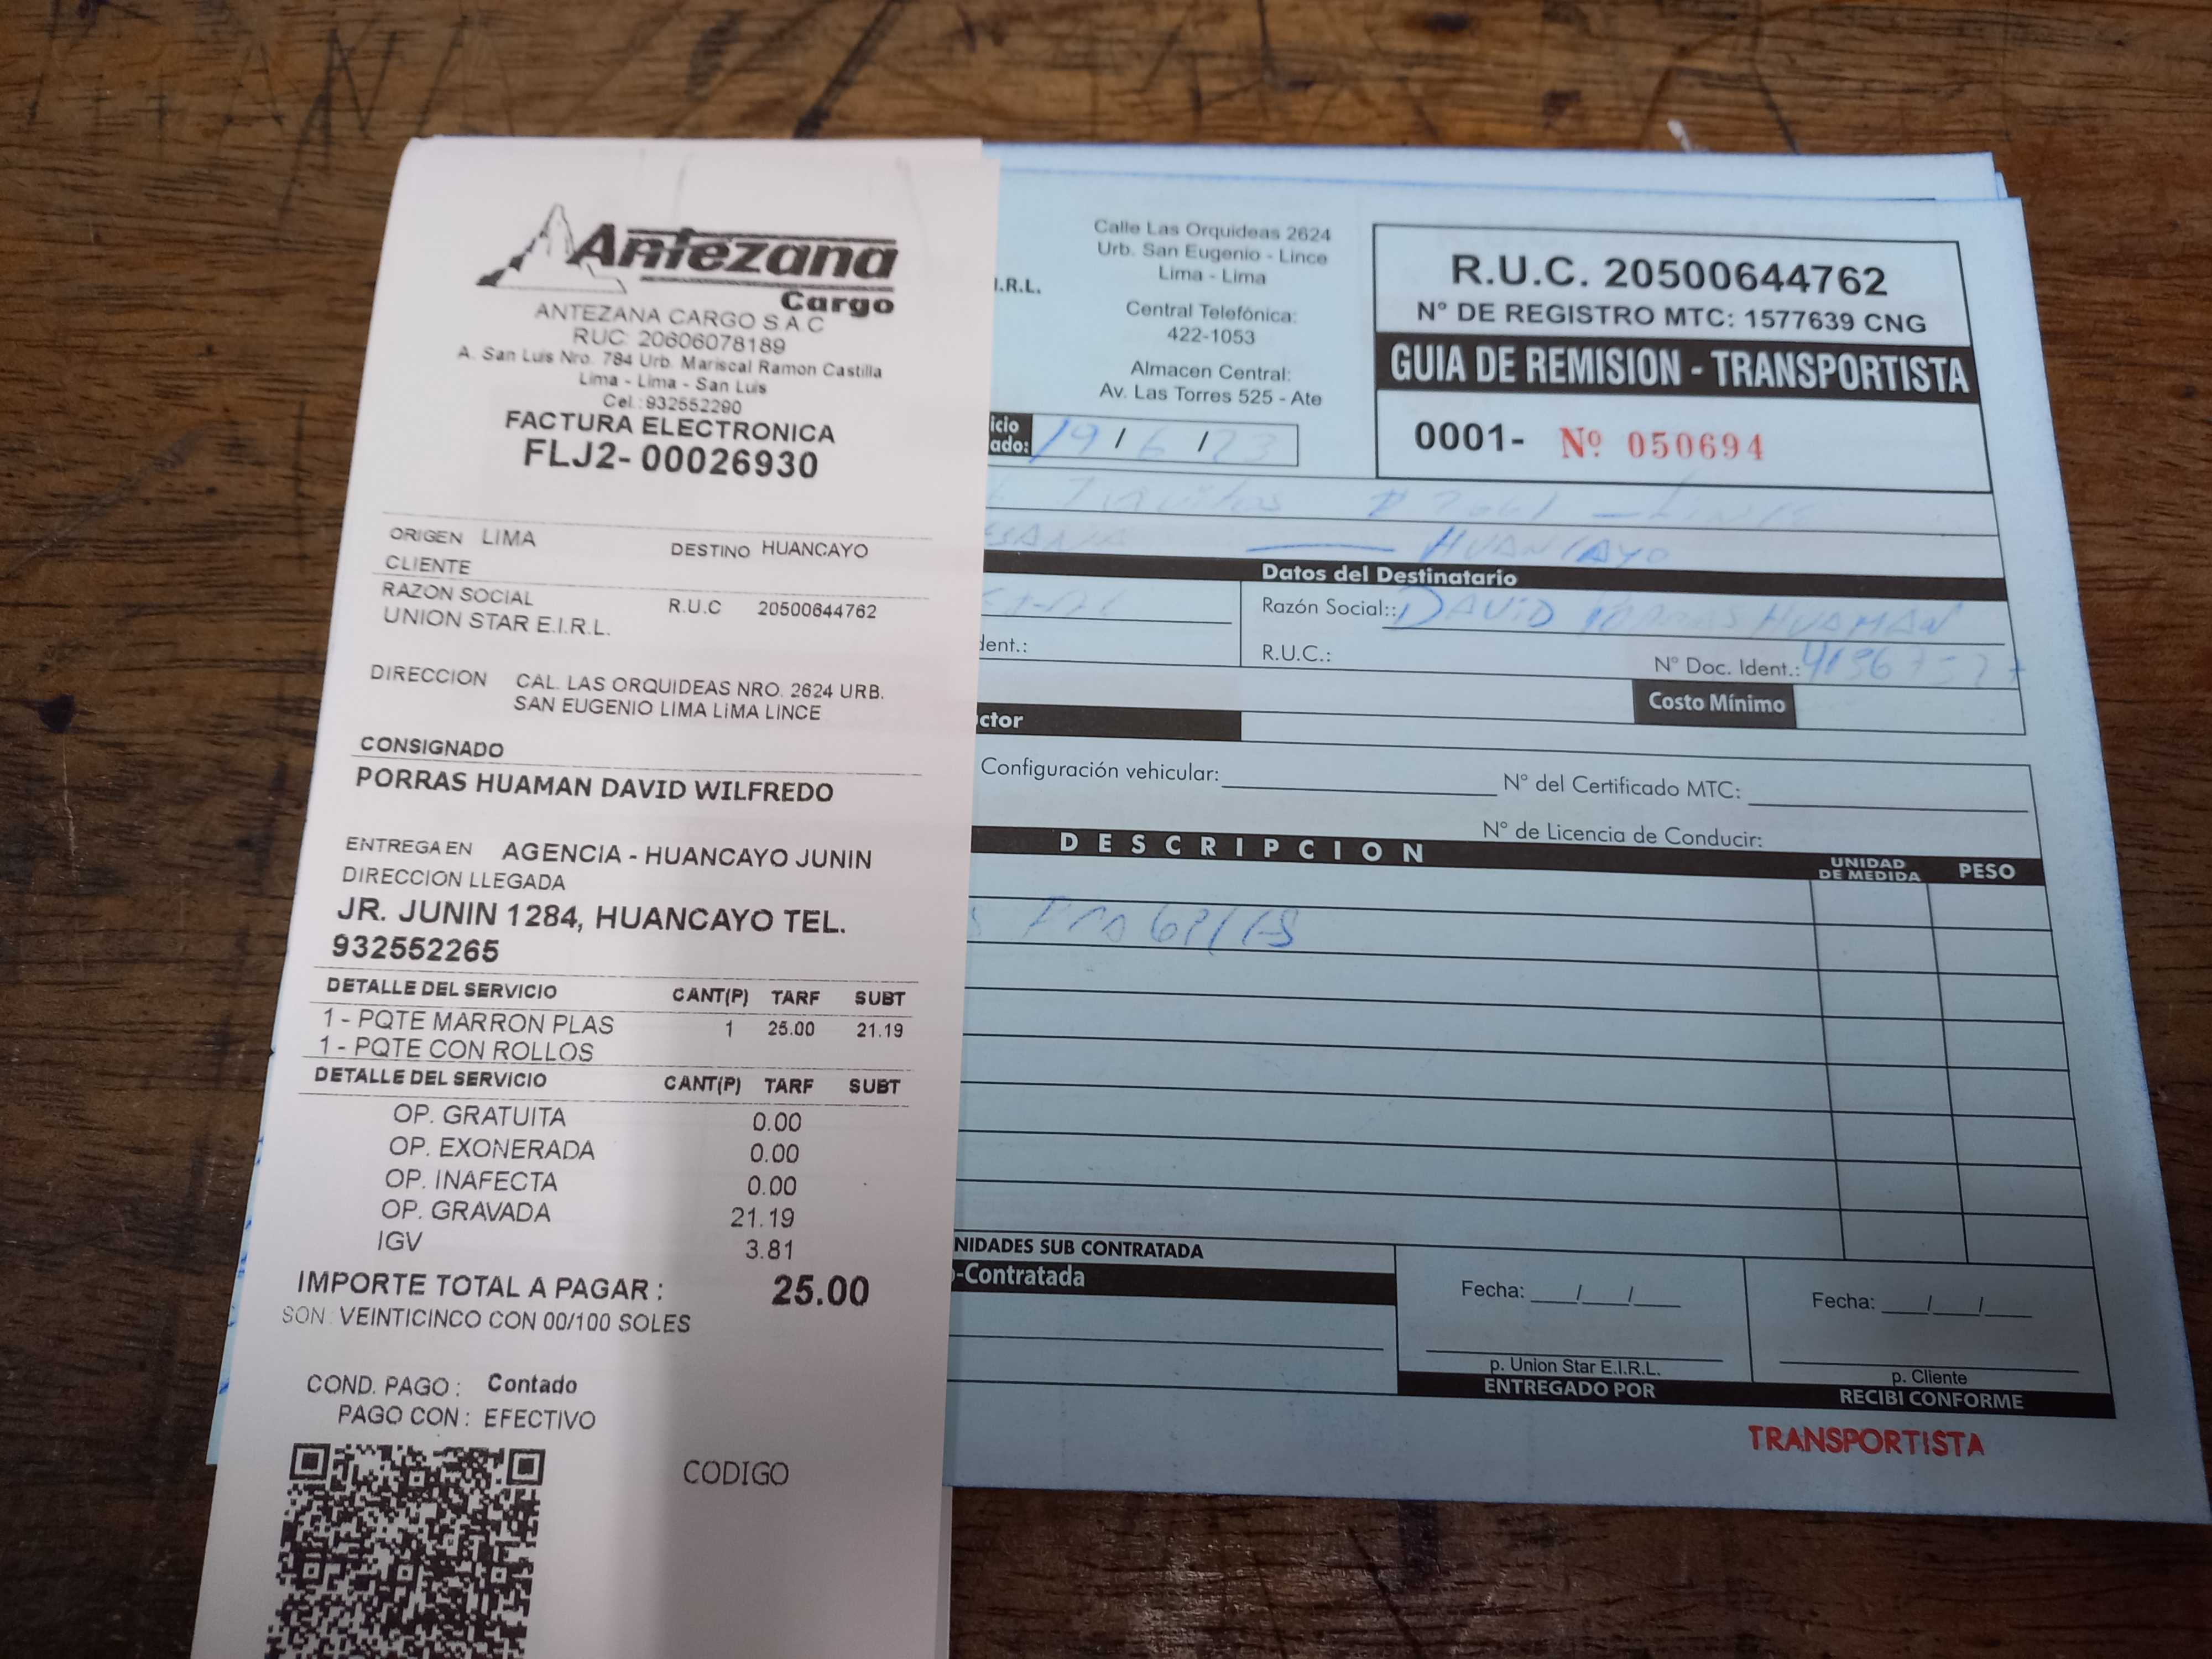 Antezana
Cargo
ANTEZANA CARGO S A C
RUC: 20606078189
A. San Luis Nro. 784 Urb. Mariscal Ramon Castilla
Lima - Lima - San Luis
Cel.:932552290
FACTURA ELECTRONICA
FLJ2- 00026930
ORIGEN LIMA DESTINO HUANCAYO
CLIENTE
RAZON SOCIAL R.U.C 20500644762
UNION STAR E.I.R.L.
DIRECCION CAL. LAS ORQUIDEAS NRO. 2624 URB.
SAN EUGENIO LIMA LIMA LINCE
CONSIGNADO
PORRAS HUAMAN DAVID WILFREDO
ENTREGA EN AGENCIA - HUANCAYO JUNIN
DIRECCION LLEGADA
JR. JUNIN 1284, HUANCAYO TEL.
932552265
DETALLE DEL SERVICIO CANT(P) TARF SUBT
1 - PQTE MARRON PLAS 1 25.00 21.19
1 - PQTE CON ROLLOS
DETALLE DEL SERVICIO CANT(P) TARF SUBT
OP. GRATUITA 0.00
OP. EXONERADA 0.00
OP. INAFECTA 0.00
OP. GRAVADA 21.19
IGV 3.81
IMPORTE TOTAL A PAGAR : 25.00
SON: VEINTICINCO CON 00/100 SOLES
COND. PAGO : Contado
PAGO CON : EFECTIVO
CODIGO
I.R.L.
Calle Las Orquideas 2624
Urb. San Eugenio - Lince
Lima - Lima
Central Telefónica:
422-1053
Almacen Central:
Av. Las Torres 525 - Ate
R.U.C. 20500644762
N° DE REGISTRO MTC: 1577639 CNG
GUIA DE REMISION - TRANSPORTISTA
0001- Nº 050694
icio
ado: 19 / 6 / 23
HUANCAYO
Datos del Destinatario
Razón Social:: DAVID PORRAS HUAMAN
dent.:
R.U.C.: N° Doc. Ident.:
Costo Mínimo
ctor
Configuración vehicular: N° del Certificado MTC:
N° de Licencia de Conducir:
DESCRIPCION UNIDAD DE MEDIDA PESO
NIDADES SUB CONTRATADA
-Contratada
Fecha: / /
p. Union Star E.I.R.L.
ENTREGADO POR
Fecha: / /
p. Cliente
RECIBI CONFORME
TRANSPORTISTA